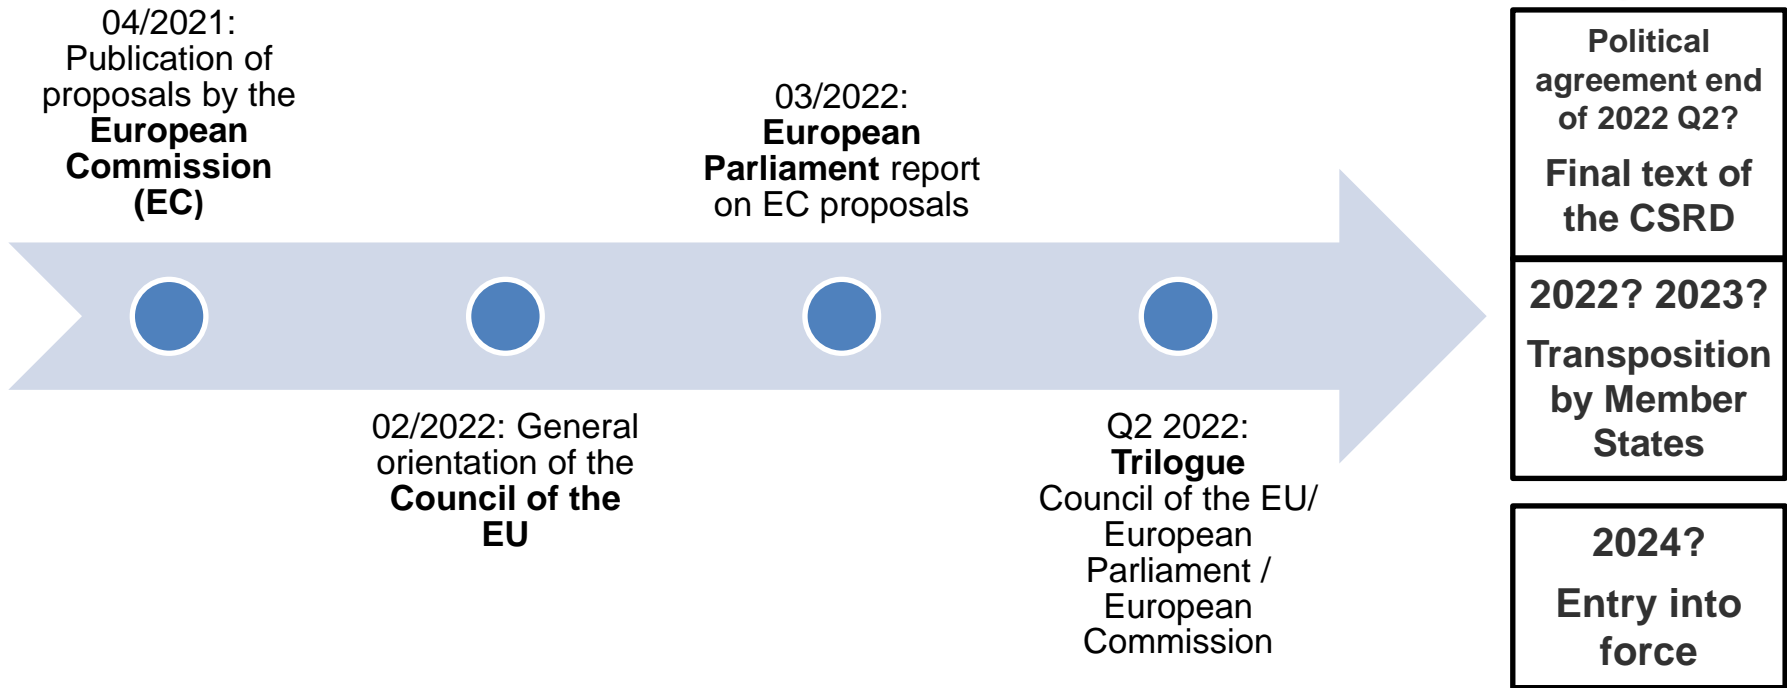 04/2021:
Publication of
proposals by the
European
Commission
(EC)
02/2022: General
orientation of the
Council of the
EU
03/2022:
European
Parliament report
on EC proposals
Q2 2022:
Trilogue
Council of the EU/
European
Parliament /
European
Commission
Political
agreement end
of 2022 Q2?
Final text of
the CSRD
2022? 2023?
Transposition
by Member
States
2024?
Entry into
force